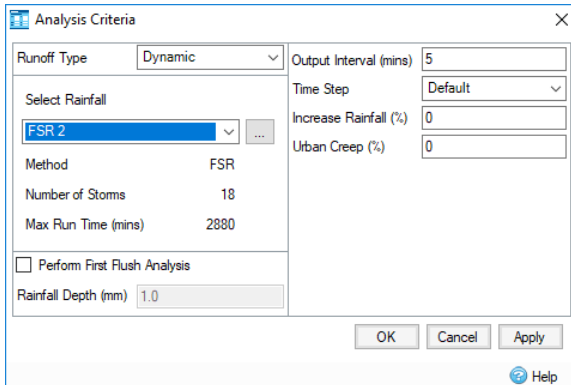 Analysis Criteria
Runoff Type Dynamic
Select Rainfall
FSR 2 ...
Method FSR
Number of Storms 18
Max Run Time (mins) 2880
Perform First Flush Analysis
Rainfall Depth (mm) 1.0
Output Interval (mins) 5
Time Step Default
Increase Rainfall (%) 0
Urban Creep (%) 0
OK Cancel Apply
Help